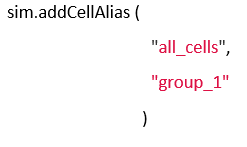 sim.addCellAlias (
"all_cells",
"group_1"
)